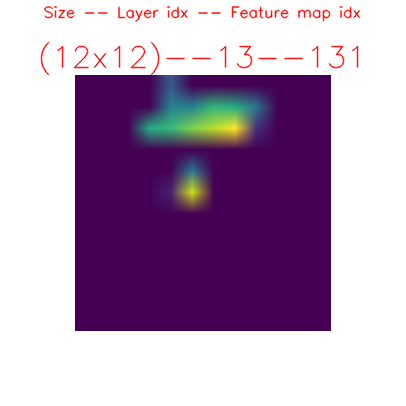 Size -- Layer idx -- Feature map idx
(12x12)--13--131